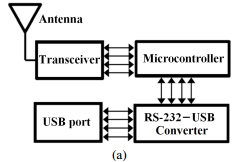 Antenna
Transceiver
Microcontroller
USB port
RS-232-USB
Converter
(a)